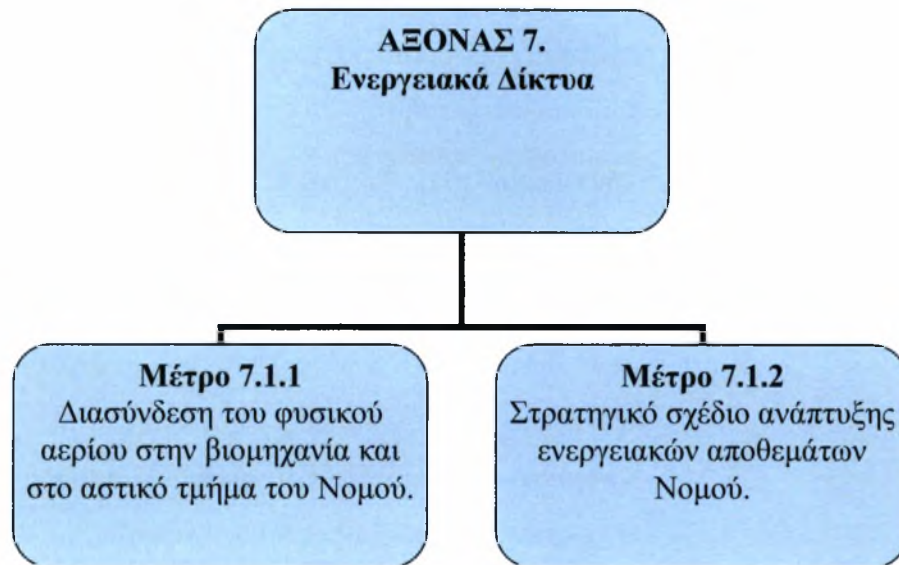 ΑΞΟΝΑΣ 7.
Ενεργειακά Δίκτυα
Μέτρο 7.1.1
Διασύνδεση του φυσικού
αερίου στην βιομηχανία και
στο αστικό τμήμα του Νομού.
Μέτρο 7.1.2
Στρατηγικό σχέδιο ανάπτυξης
ενεργειακών αποθεμάτων
Νομού.